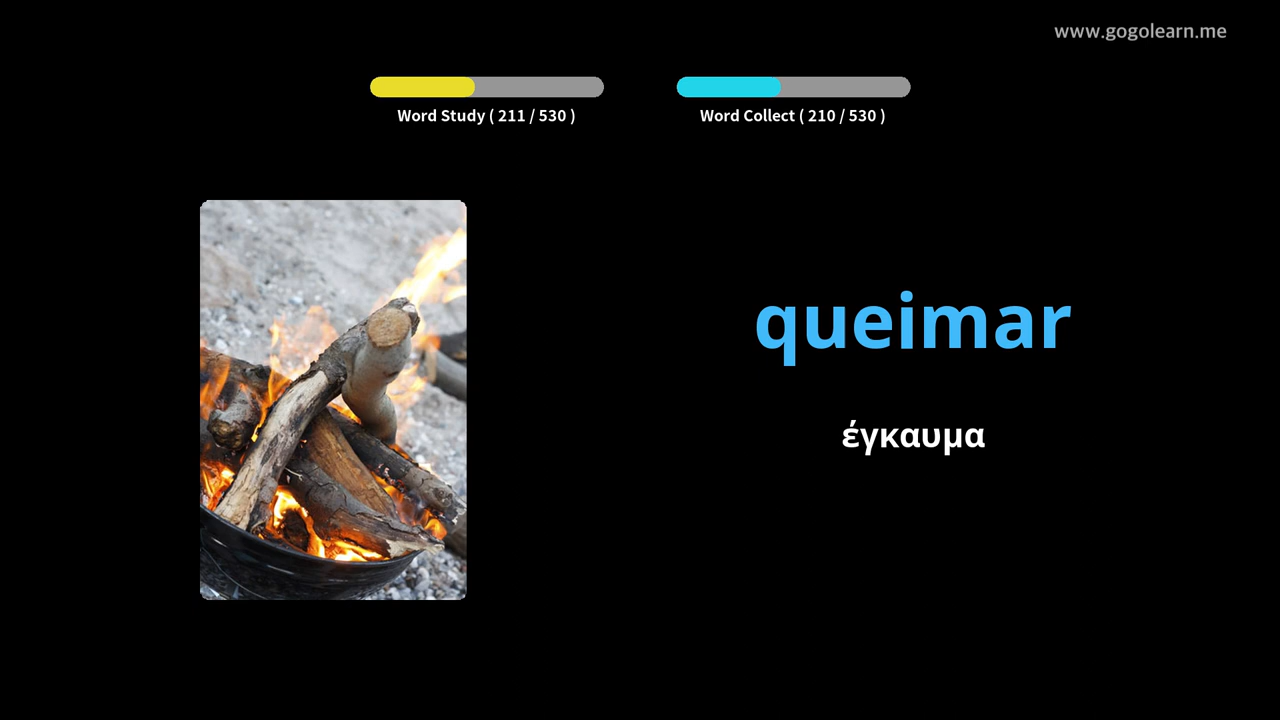 www.gogolearn.me
Word Study ( 211 / 530 )
Word Collect ( 210 / 530 )
queimar
έγκαυμα